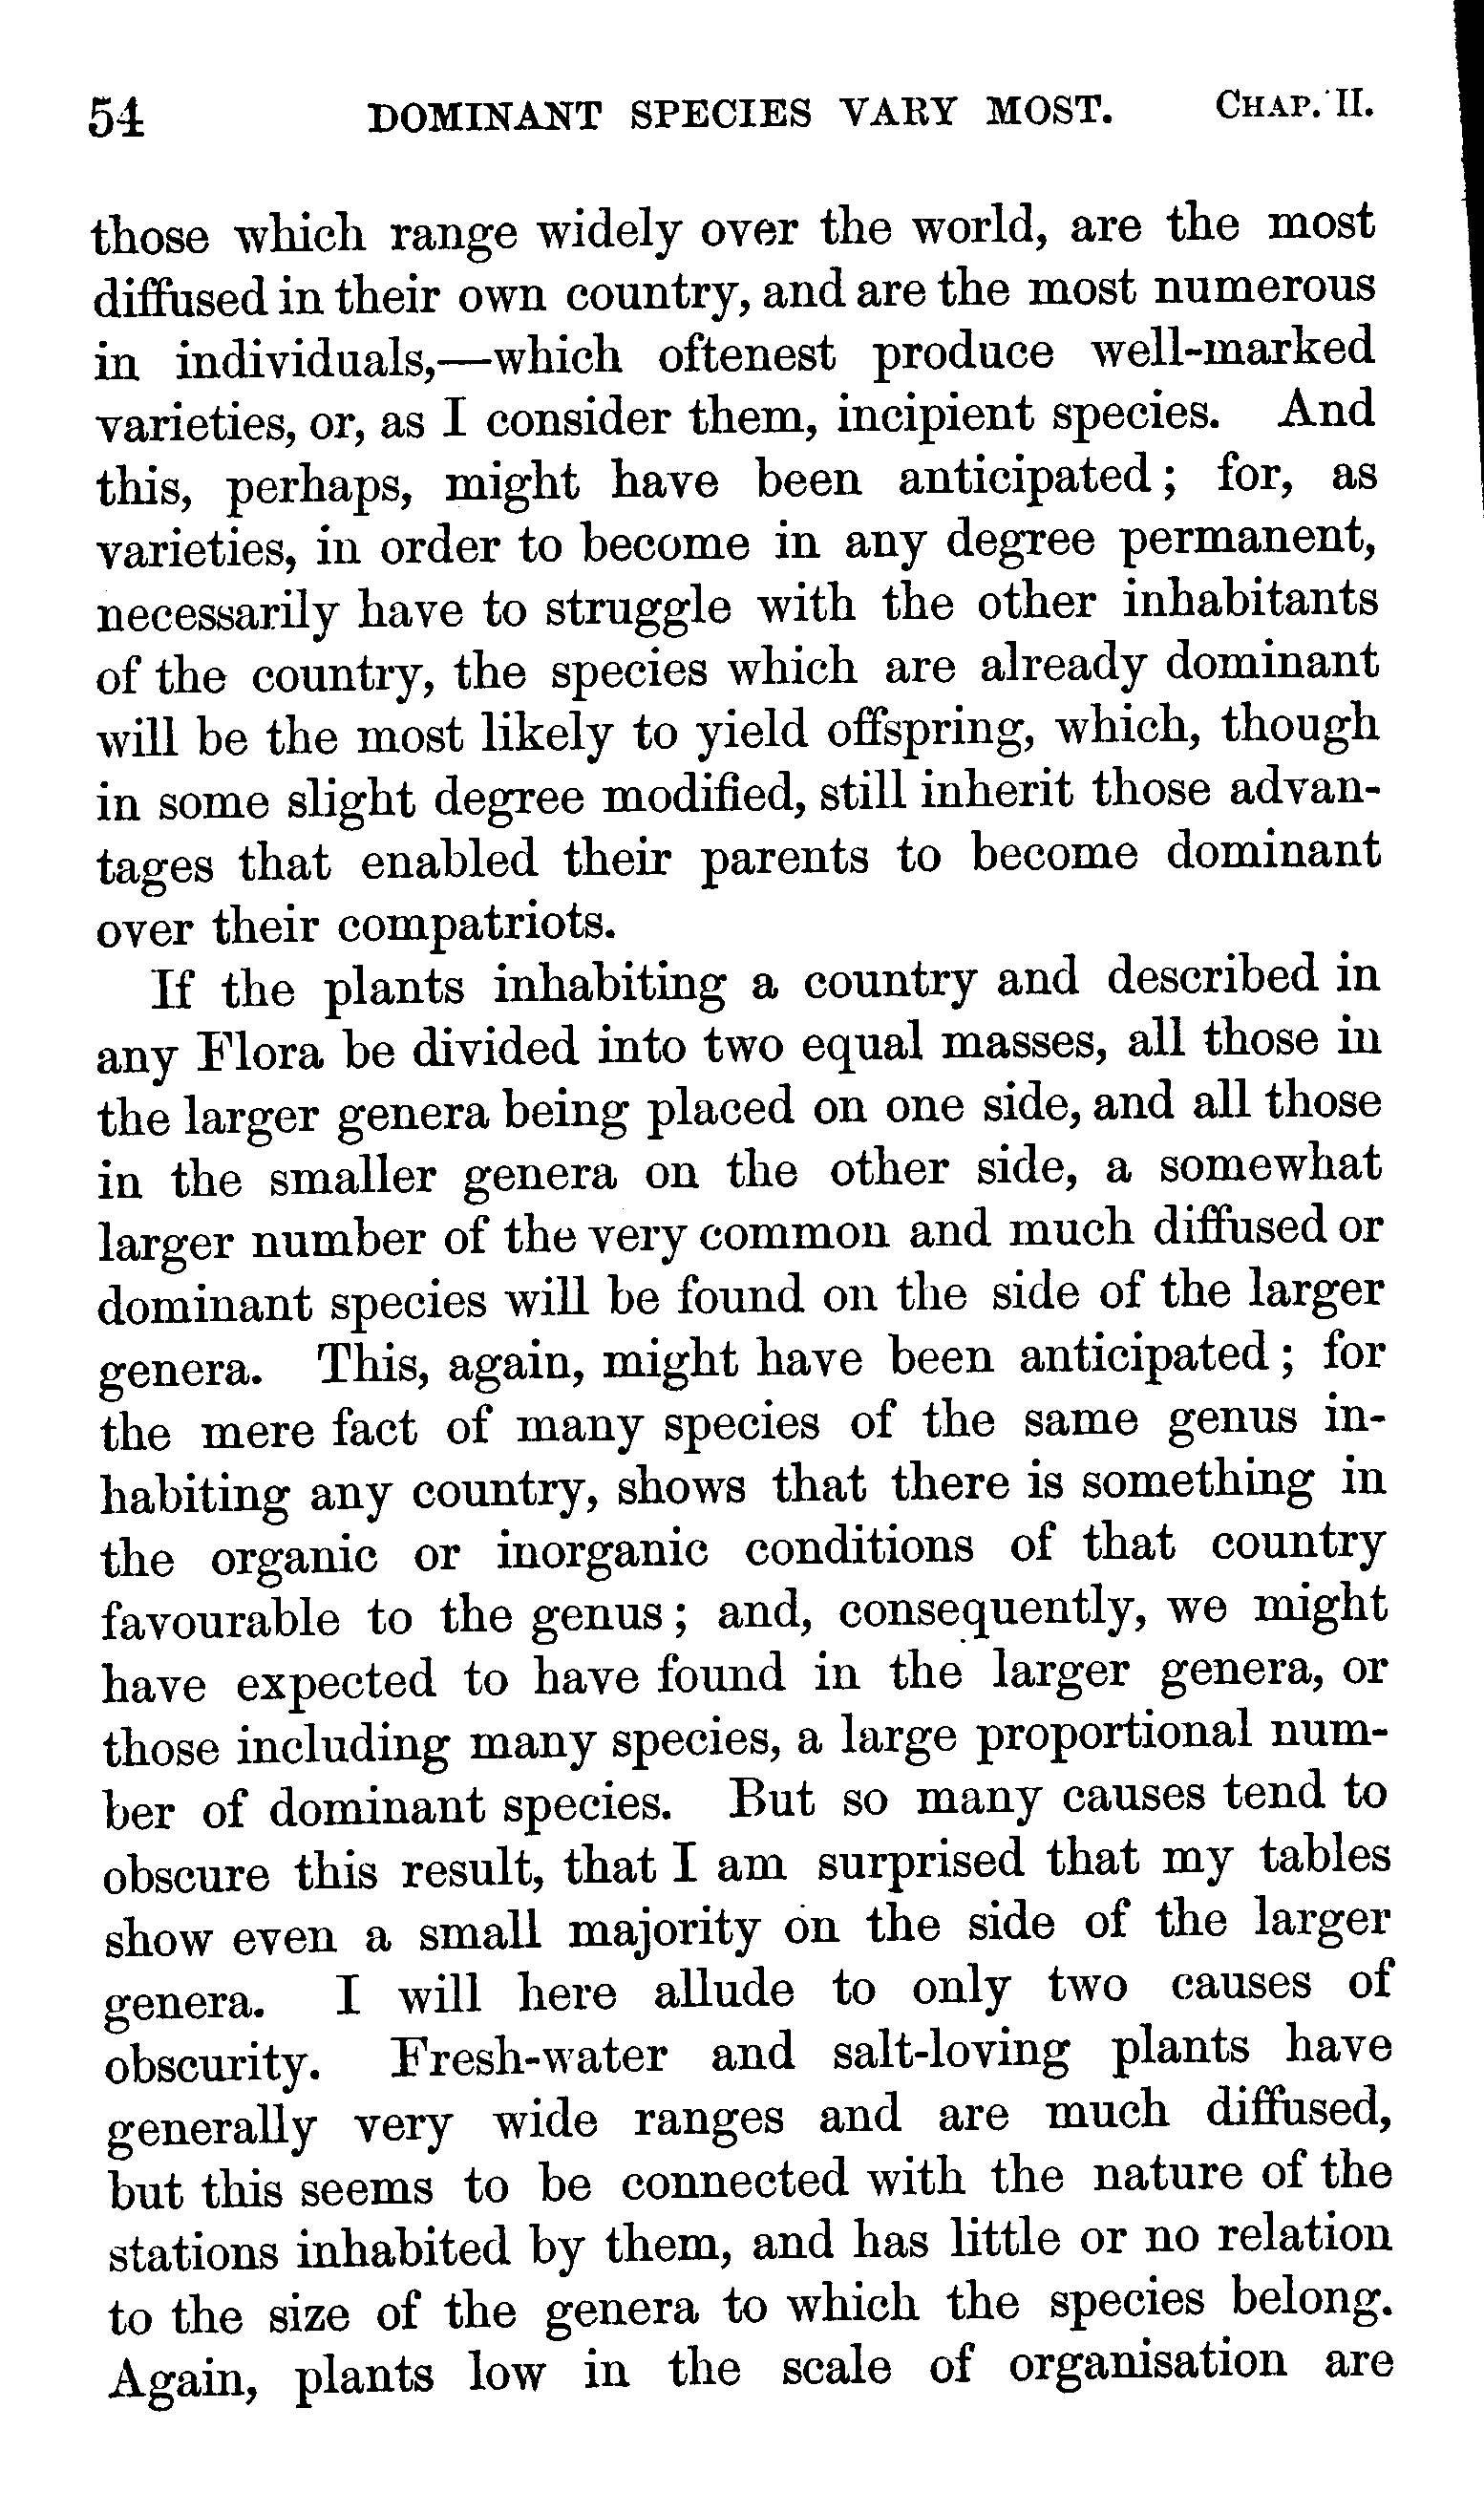 54 DOMINANT SPECIES VARY MOST. CHAP. II.
those which range widely over the world, are the most
diffused in their own country, and are the most numerous
in individuals,—which oftenest produce well-marked
varieties, or, as I consider them, incipient species. And
this, perhaps, might have been anticipated; for, as
varieties, in order to become in any degree permanent,
necessarily have to struggle with the other inhabitants
of the country, the species which are already dominant
will be the most likely to yield offspring, which, though
in some slight degree modified, still inherit those advan-
tages that enabled their parents to become dominant
over their compatriots.
If the plants inhabiting a country and described in
any Flora be divided into two equal masses, all those in
the larger genera being placed on one side, and all those
in the smaller genera on the other side, a somewhat
larger number of the very common and much diffused or
dominant species will be found on the side of the larger
genera. This, again, might have been anticipated; for
the mere fact of many species of the same genus in-
habiting any country, shows that there is something in
the organic or inorganic conditions of that country
favourable to the genus; and, consequently, we might
have expected to have found in the larger genera, or
those including many species, a large proportional num-
ber of dominant species. But so many causes tend to
obscure this result, that I am surprised that my tables
show even a small majority on the side of the larger
genera. I will here allude to only two causes of
obscurity. Fresh-water and salt-loving plants have
generally very wide ranges and are much diffused,
but this seems to be connected with the nature of the
stations inhabited by them, and has little or no relation
to the size of the genera to which the species belong.
Again, plants low in the scale of organisation are